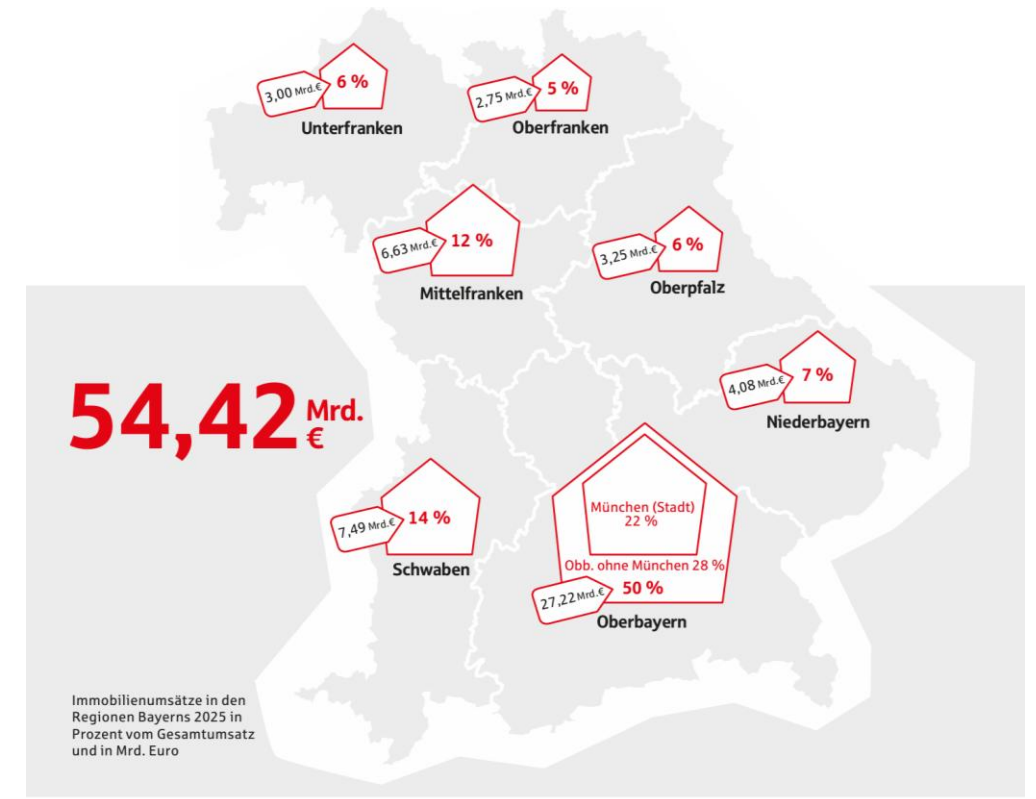 3,00 Mrd.€
6 %
Unterfranken
2,75 Mrd.€
5 %
Oberfranken
6,63 Mrd.€
12 %
Mittelfranken
3,25 Mrd.€
6 %
Oberpfalz
54,42 Mrd.
€
4,08 Mrd.€
7 %
Niederbayern
7,49 Mrd.€
14 %
Schwaben
München (Stadt)
22 %
Obb. ohne München 28 %
50 %
27,22 Mrd.€
Oberbayern
Immobilienumsätze in den
Regionen Bayerns 2025 in
Prozent vom Gesamtumsatz
und in Mrd. Euro